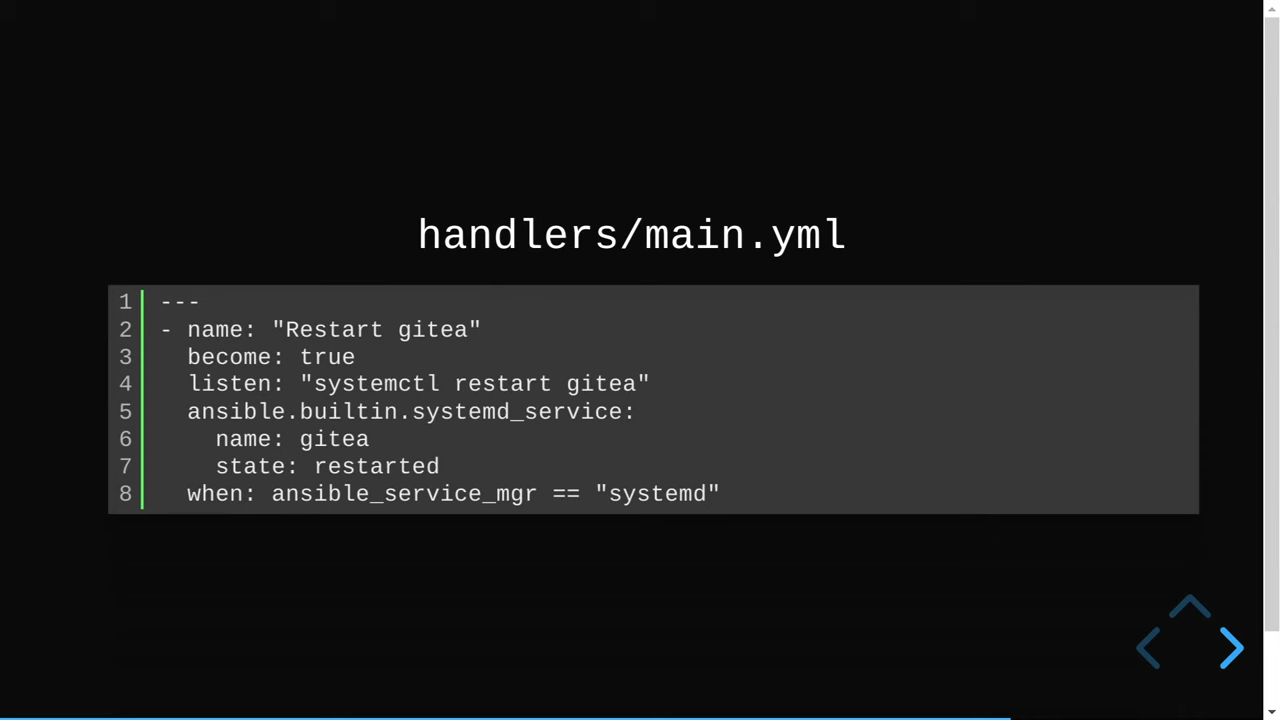 handlers/main.yml
1 ---
2 - name: "Restart gitea"
3   become: true
4   listen: "systemctl restart gitea"
5   ansible.builtin.systemd_service:
6     name: gitea
7     state: restarted
8   when: ansible_service_mgr == "systemd"